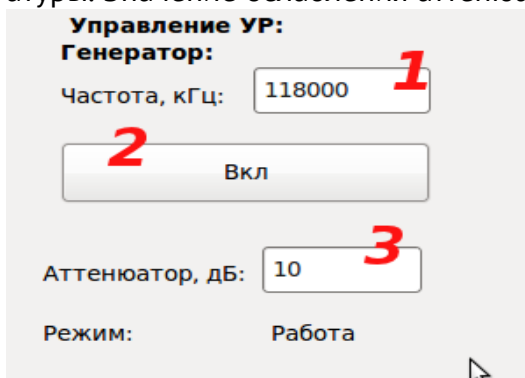 Управление УР:
Генератор:
Частота, кГц: 118000 1
2
Вкл
3
Аттенюатор, дБ: 10
Режим: Работа